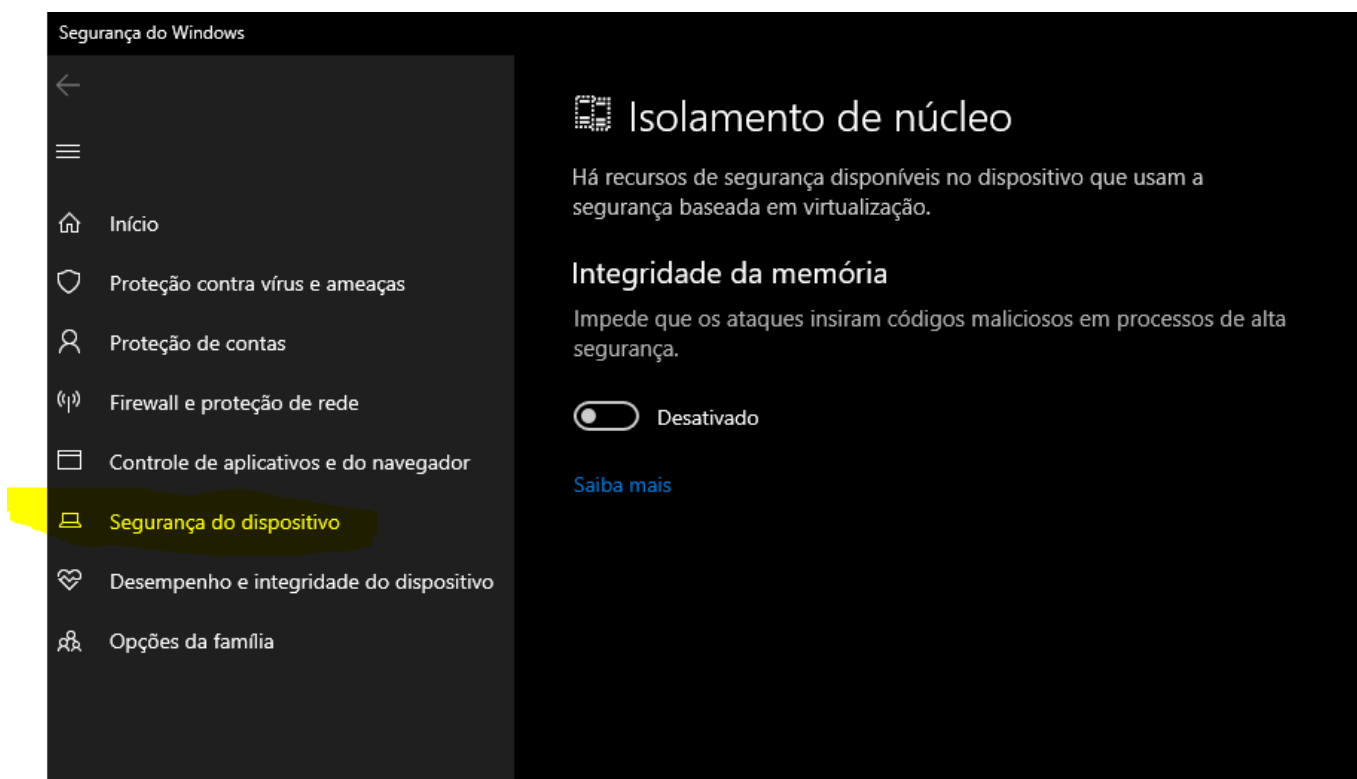 Segurança do Windows
Início
Proteção contra vírus e ameaças
Proteção de contas
Firewall e proteção de rede
Controle de aplicativos e do navegador
Segurança do dispositivo
Desempenho e integridade do dispositivo
Opções da família
Isolamento de núcleo
Há recursos de segurança disponíveis no dispositivo que usam a
segurança baseada em virtualização.
Integridade da memória
Impede que os ataques insiram códigos maliciosos em processos de alta
segurança.
Desativado
Saiba mais